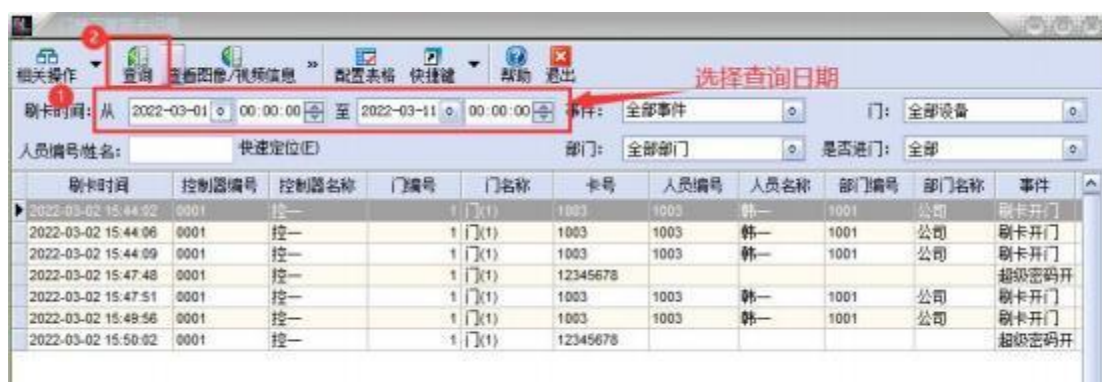 2
相关操作 查询 查看图像/视频信息 » 配置表格 快捷键 帮助 退出
选择查询日期
1
刷卡时间: 从 2022-03-01 00:00:00 至 2022-03-11 00:00:00 事件: 全部事件 门: 全部设备
人员编号/姓名: 快速定位(E) 部门: 全部部门 是否进门: 全部
刷卡时间 控制器编号 控制器名称 门编号 门名称 卡号 人员编号 人员名称 部门编号 部门名称 事件
2022-03-02 15:44:02 0001 控一 1 门(1) 1003 1003 韩一 1001 公司 刷卡开门
2022-03-02 15:44:06 0001 控一 1 门(1) 1003 1003 韩一 1001 公司 刷卡开门
2022-03-02 15:44:09 0001 控一 1 门(1) 1003 1003 韩一 1001 公司 刷卡开门
2022-03-02 15:47:48 0001 控一 1 门(1) 12345678 超级密码开
2022-03-02 15:47:51 0001 控一 1 门(1) 1003 1003 韩一 1001 公司 刷卡开门
2022-03-02 15:49:56 0001 控一 1 门(1) 1003 1003 韩一 1001 公司 刷卡开门
2022-03-02 15:50:02 0001 控一 1 门(1) 12345678 超级密码开